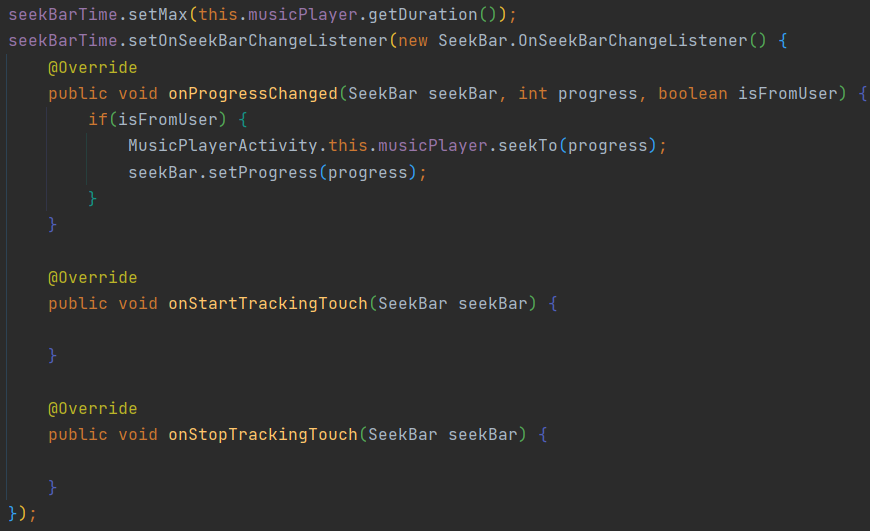 seekBarTime.setMax(this.musicPlayer.getDuration());
seekBarTime.setOnSeekBarChangeListener(new SeekBar.OnSeekBarChangeListener() {
    @Override
    public void onProgressChanged(SeekBar seekBar, int progress, boolean isFromUser) {
        if(isFromUser) {
            MusicPlayerActivity.this.musicPlayer.seekTo(progress);
            seekBar.setProgress(progress);
        }
    }

    @Override
    public void onStartTrackingTouch(SeekBar seekBar) {

    }

    @Override
    public void onStopTrackingTouch(SeekBar seekBar) {

    }
});